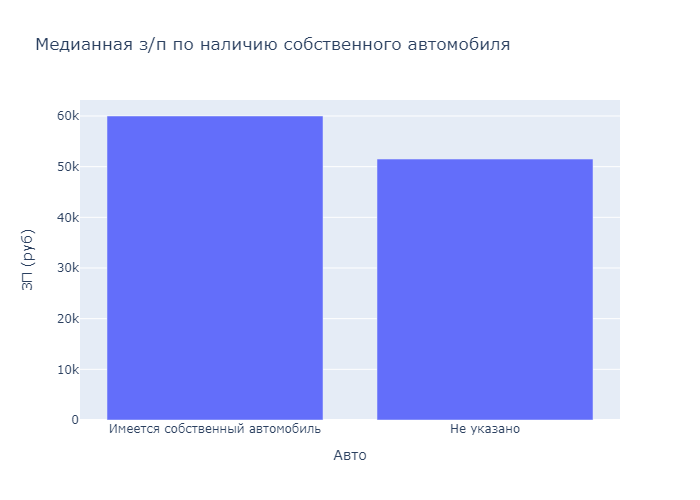 Медианная з/п по наличию собственного автомобиля
60k
50k
40k
30k
20k
10k
0
ЗП (руб)
Имеется собственный автомобиль
Не указано
Авто